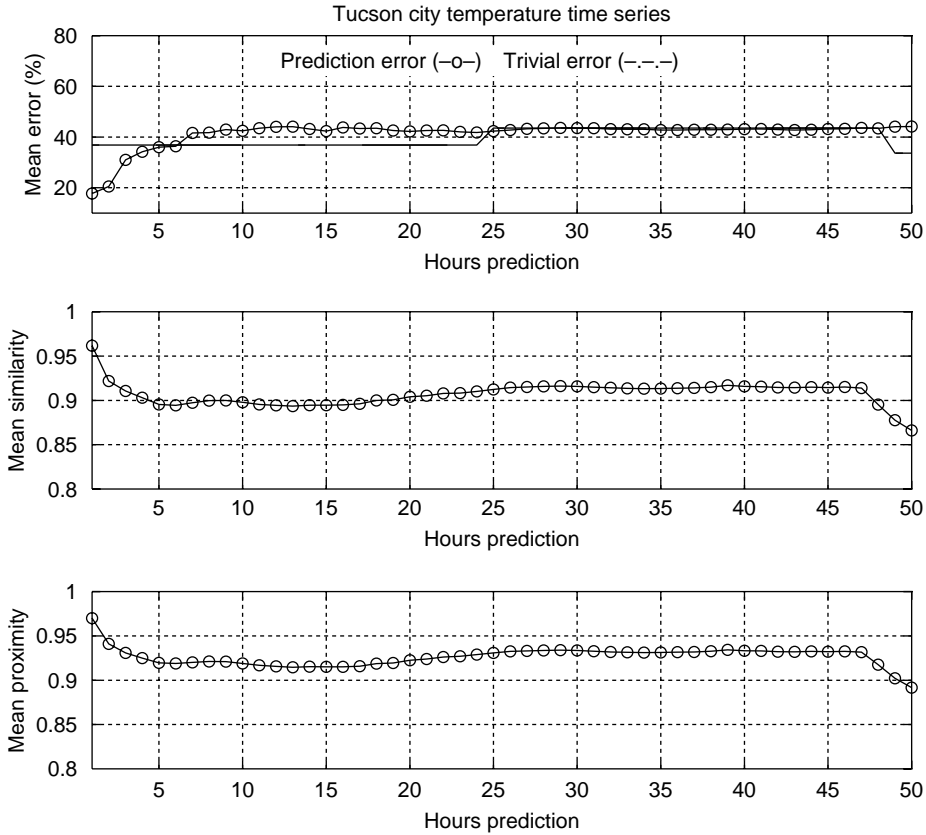 Tucson city temperature time series
Prediction error (–o–) Trivial error (–.–.–)
Mean error (%)
80
60
40
20
5 10 15 20 25 30 35 40 45 50
Hours prediction
Mean similarity
1
0.95
0.9
0.85
0.8
5 10 15 20 25 30 35 40 45 50
Hours prediction
Mean proximity
1
0.95
0.9
0.85
0.8
5 10 15 20 25 30 35 40 45 50
Hours prediction